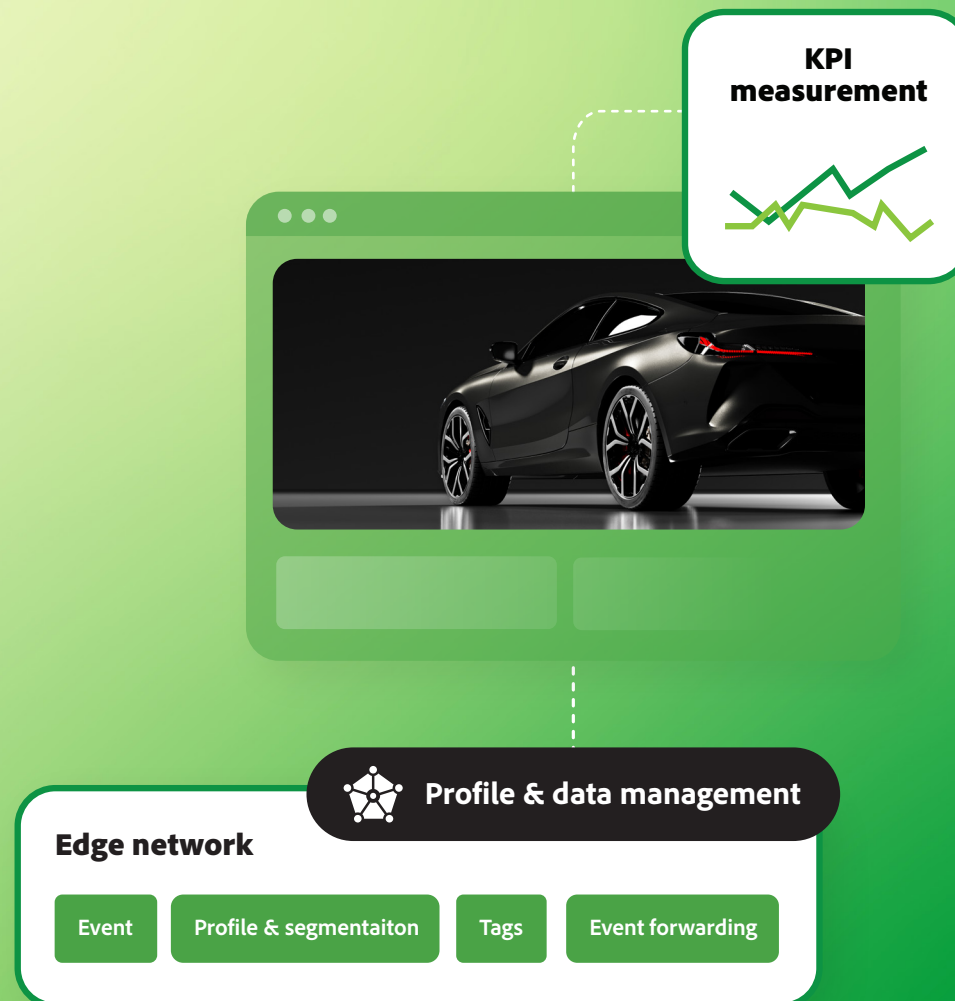 KPI
measurement
Profile & data management
Edge network
Event
Profile & segmentaiton
Tags
Event forwarding